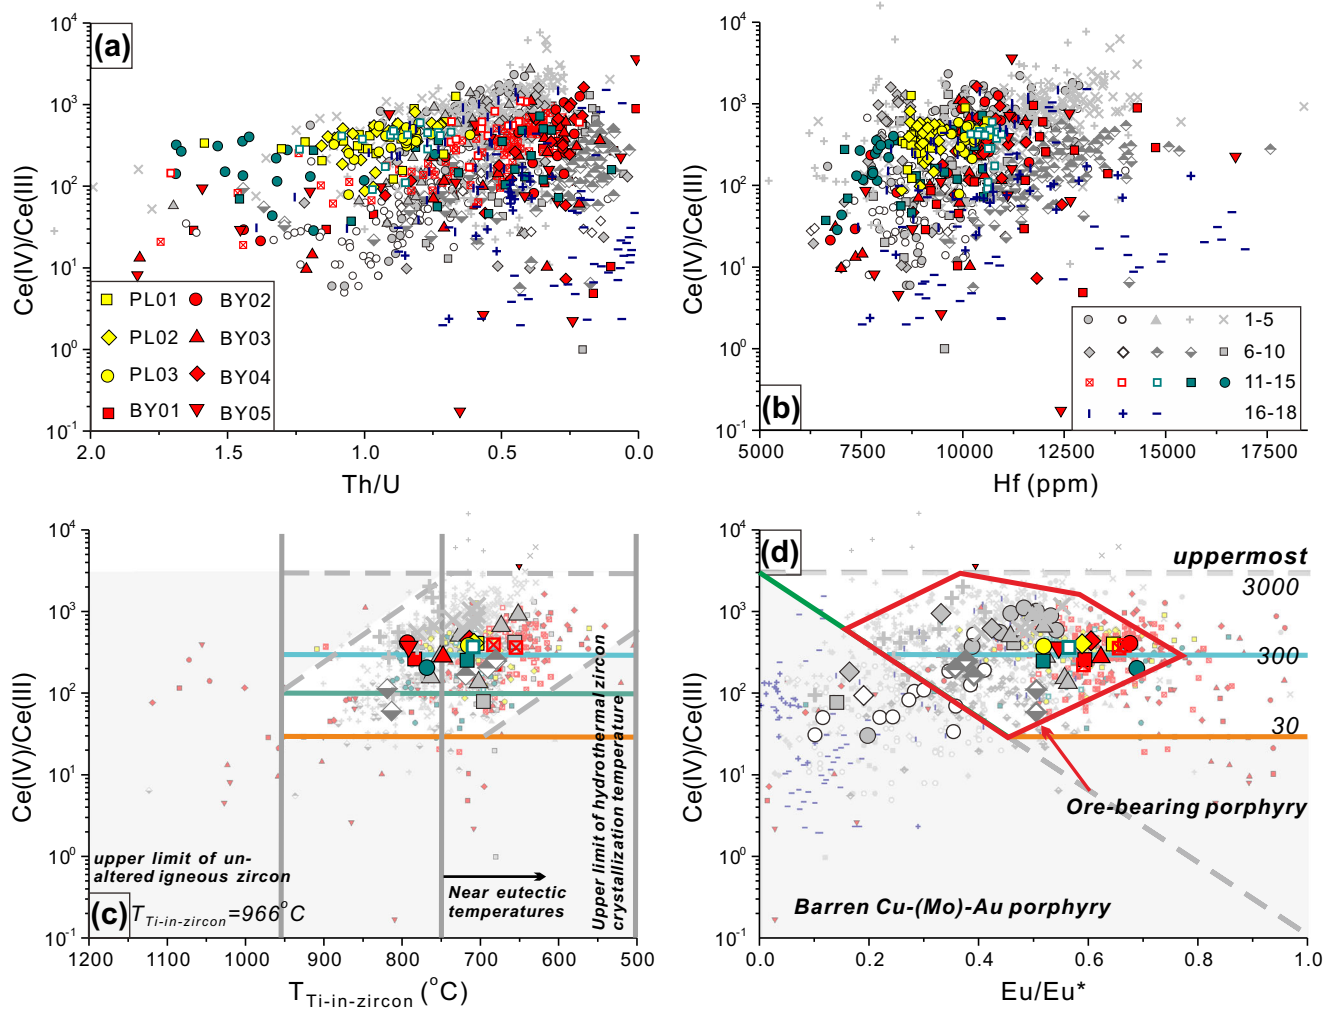 (a)
Ce(IV)/Ce(III)
10^4
10^3
10^2
10^1
10^0
10^-1
2.0 1.5 1.0 0.5 0.0
Th/U
PL01 BY02
PL02 BY03
PL03 BY04
BY01 BY05
(b)
Ce(IV)/Ce(III)
10^4
10^3
10^2
10^1
10^0
10^-1
5000 7500 10000 12500 15000 17500
Hf (ppm)
1-5
6-10
11-15
16-18
(c)
Ce(IV)/Ce(III)
10^4
10^3
10^2
10^1
10^0
10^-1
1200 1100 1000 900 800 700 600 500
T Ti-in-zircon (°C)
upper limit of un-
altered igneous zircon
T Ti-in-zircon=966°C
Near eutectic
temperatures
Upper limit of hydrothermal zircon
crystallization temperature
(d)
Ce(IV)/Ce(III)
10^4
10^3
10^2
10^1
10^0
10^-1
0.0 0.2 0.4 0.6 0.8 1.0
Eu/Eu*
uppermost
3000
300
30
Ore-bearing porphyry
Barren Cu-(Mo)-Au porphyry